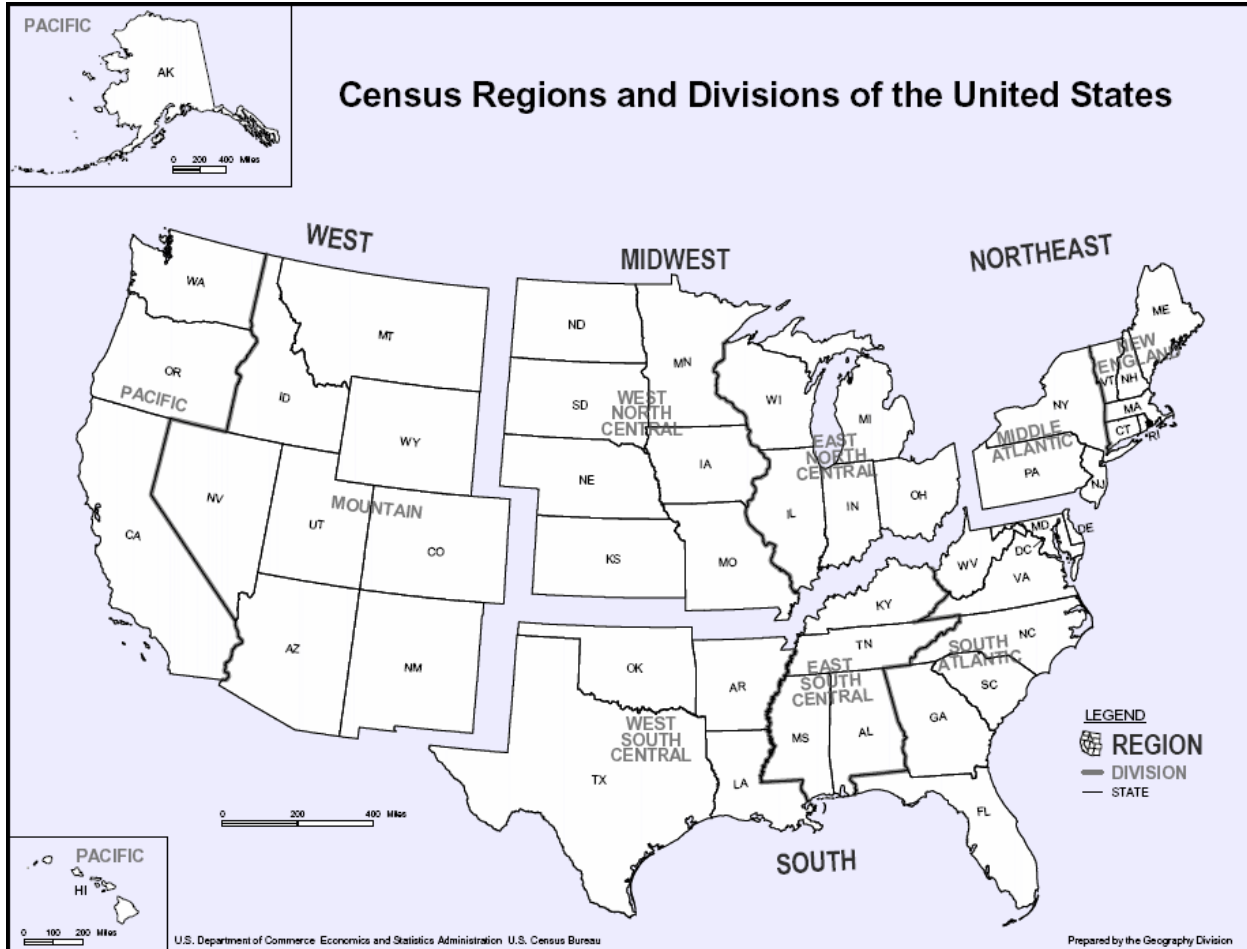 PACIFIC
AK
0 200 400 Miles
Census Regions and Divisions of the United States
WEST
MIDWEST
NORTHEAST
WA
MT
OR
PACIFIC
ID
WY
NV
UT
MOUNTAIN
CO
CA
AZ
NM
ND
MN
SD
WEST
NORTH
CENTRAL
NE
IA
KS
MO
WI
MI
EAST
NORTH
CENTRAL
IL
IN
OH
ME
NEW
ENGLAND
VT
NH
NY
MA
CT
RI
MIDDLE
ATLANTIC
PA
NJ
MD
DE
DC
WV
VA
KY
TN
NC
SOUTH
ATLANTIC
SC
EAST
SOUTH
CENTRAL
OK
AR
MS
AL
GA
WEST
SOUTH
CENTRAL
TX
LA
FL
SOUTH
LEGEND
REGION
DIVISION
STATE
0 200 400 Miles
PACIFIC
HI
0 100 200 Miles
U.S. Department of Commerce Economics and Statistics Administration U.S. Census Bureau
Prepared by the Geography Division